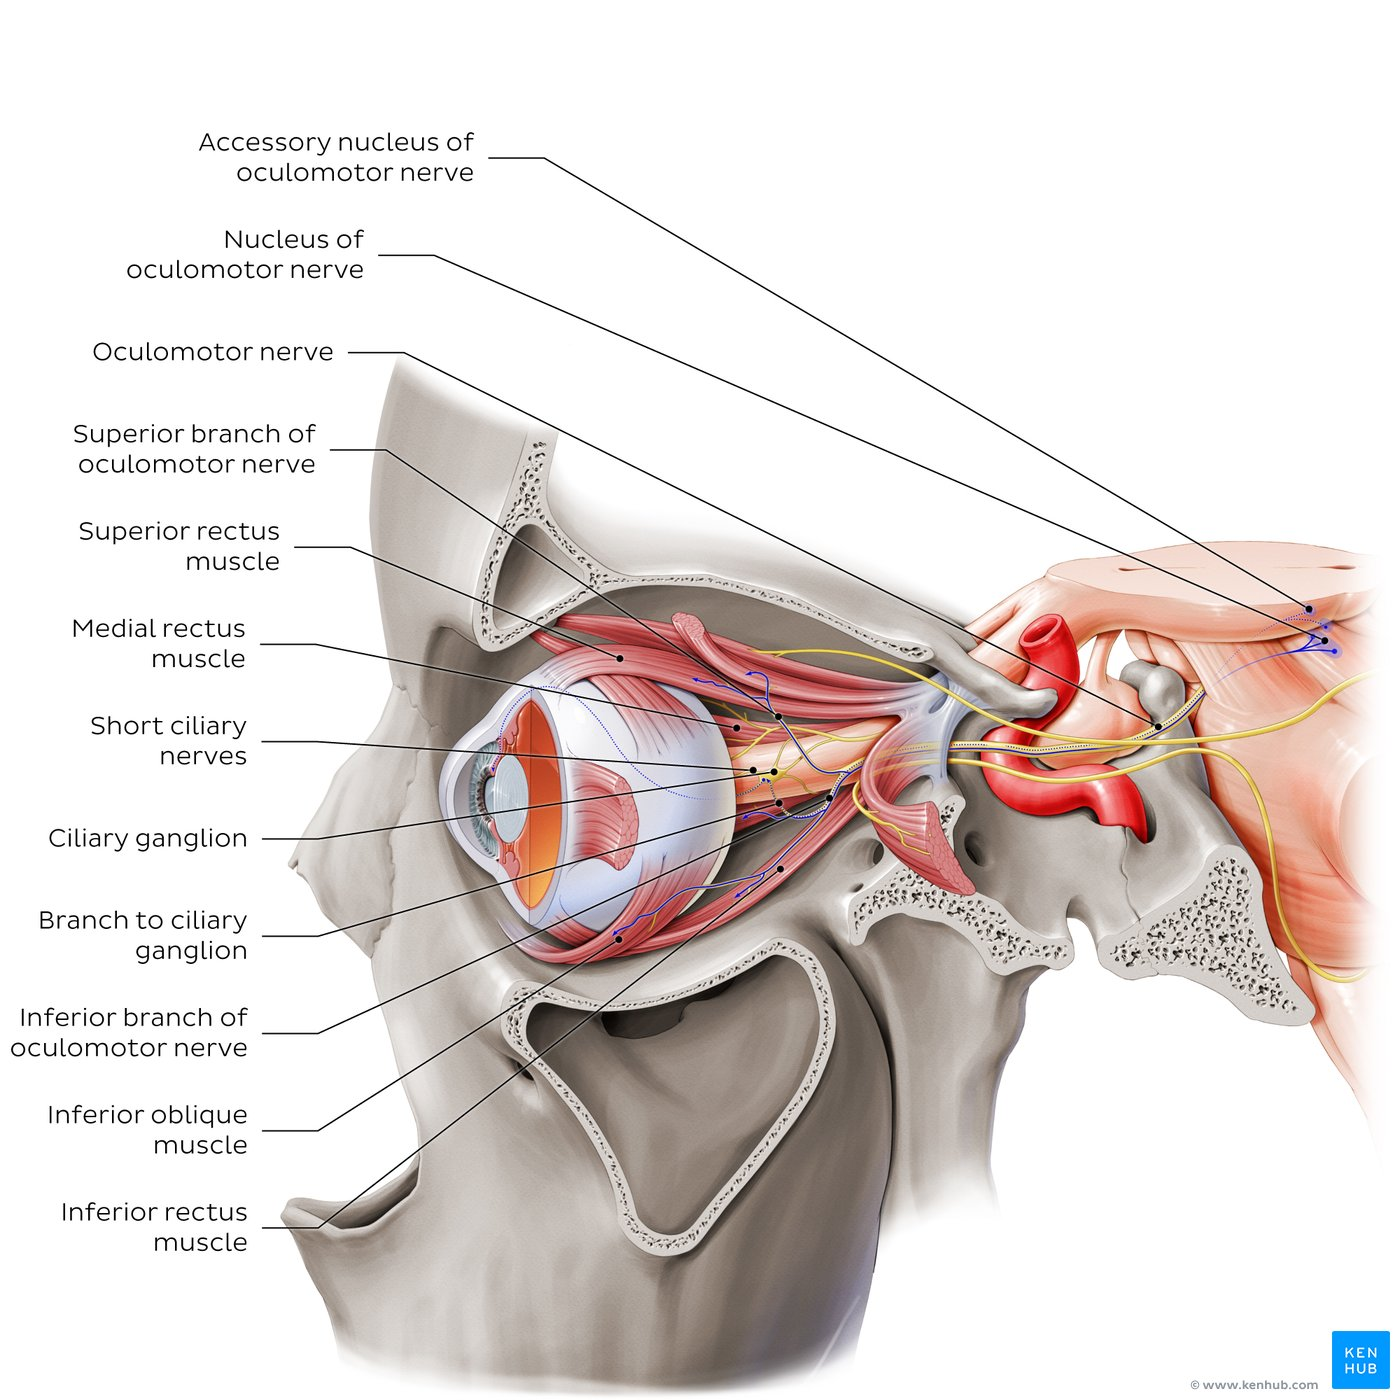 Accessory nucleus of
oculomotor nerve
Nucleus of
oculomotor nerve
Oculomotor nerve
Superior branch of
oculomotor nerve
Superior rectus
muscle
Medial rectus
muscle
Short ciliary
nerves
Ciliary ganglion
Branch to ciliary
ganglion
Inferior branch of
oculomotor nerve
Inferior oblique
muscle
Inferior rectus
muscle
KEN
HUB
© www.kenhub.com